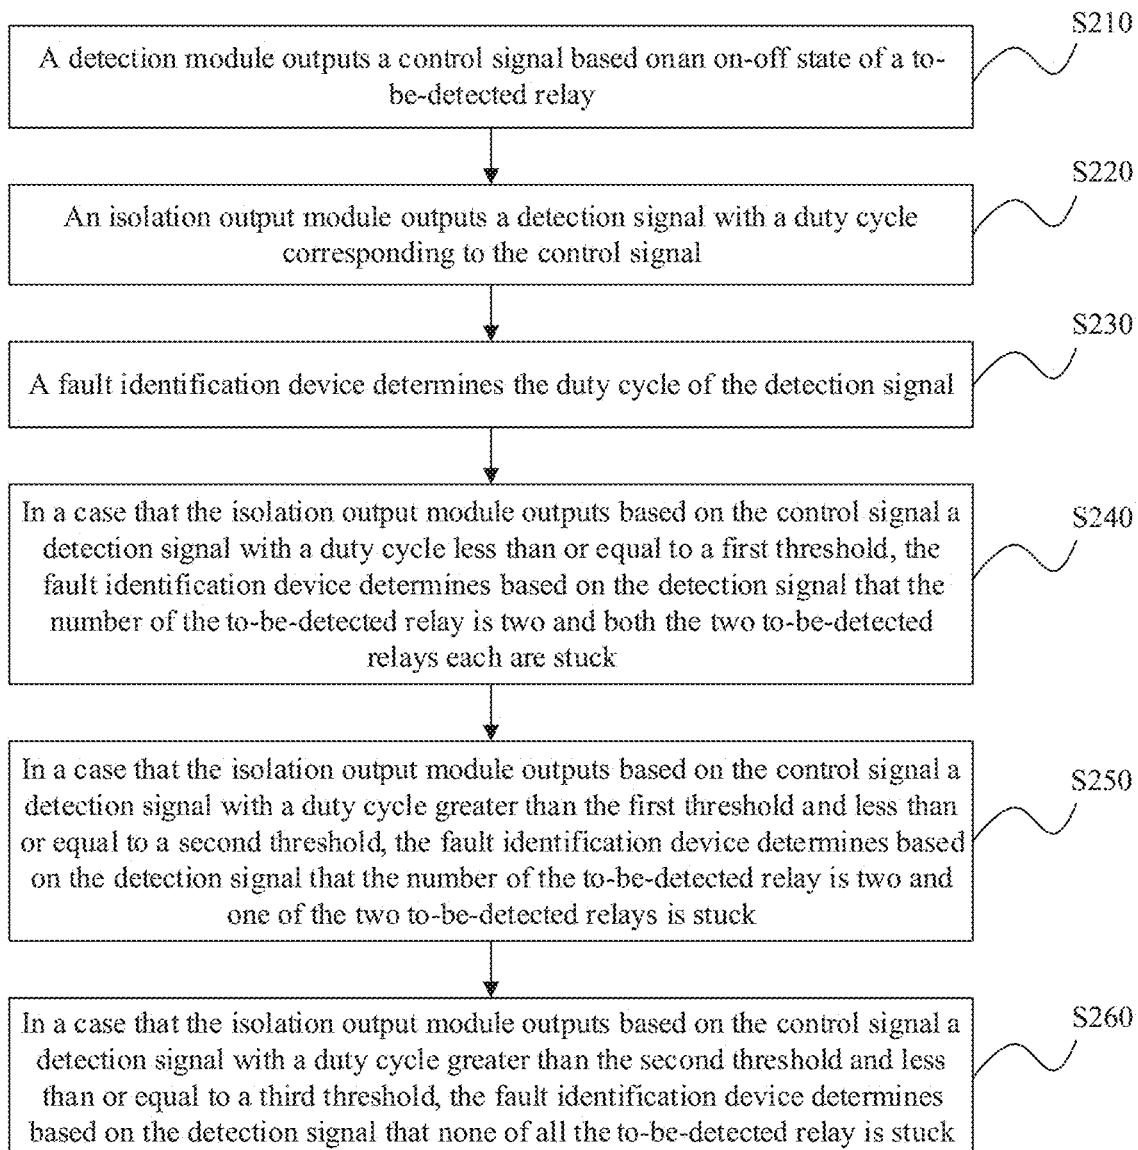 S210
A detection module outputs a control signal based onan on-off state of a to-
be-detected relay
S220
An isolation output module outputs a detection signal with a duty cycle
corresponding to the control signal
S230
A fault identification device determines the duty cycle of the detection signal
S240
In a case that the isolation output module outputs based on the control signal a
detection signal with a duty cycle less than or equal to a first threshold, the
fault identification device determines based on the detection signal that the
number of the to-be-detected relay is two and both the two to-be-detected
relays each are stuck
S250
In a case that the isolation output module outputs based on the control signal a
detection signal with a duty cycle greater than the first threshold and less than
or equal to a second threshold, the fault identification device determines based
on the detection signal that the number of the to-be-detected relay is two and
one of the two to-be-detected relays is stuck
S260
In a case that the isolation output module outputs based on the control signal a
detection signal with a duty cycle greater than the second threshold and less
than or equal to a third threshold, the fault identification device determines
based on the detection signal that none of all the to-be-detected relay is stuck